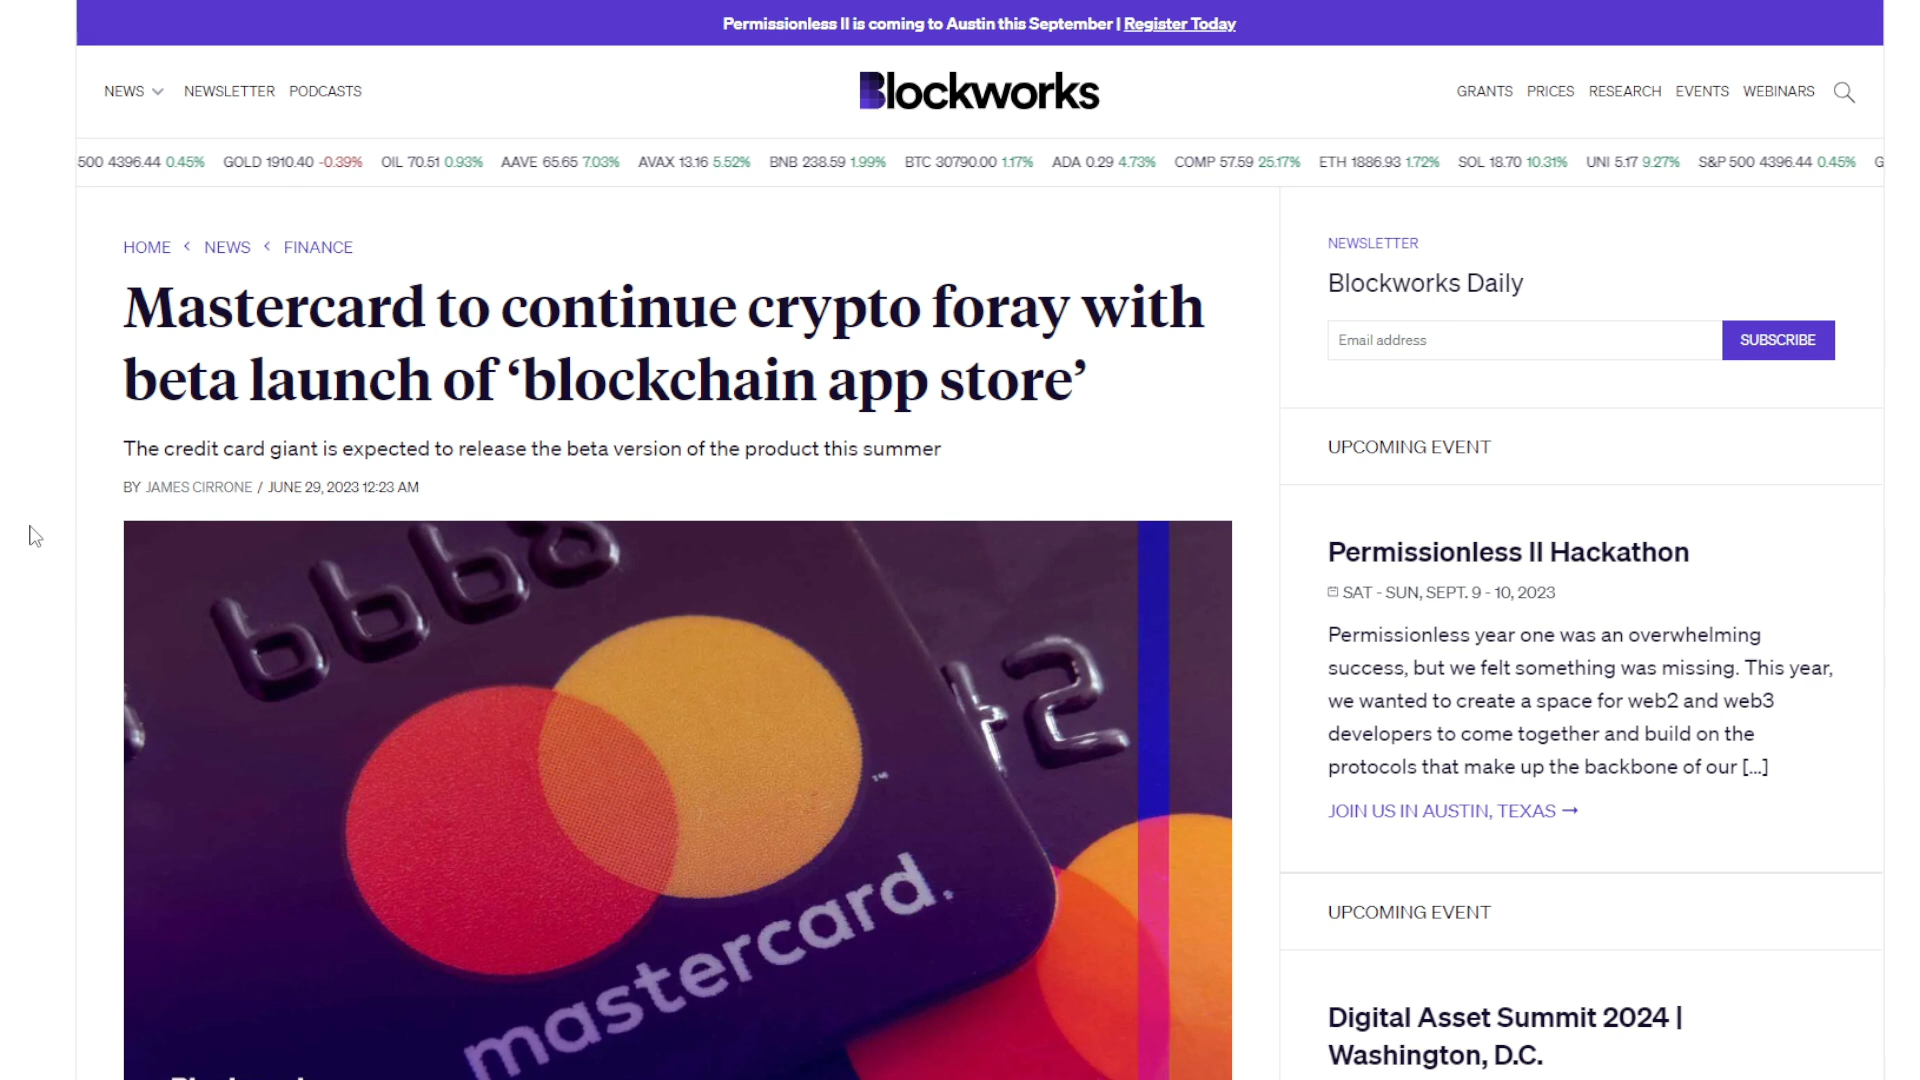 Permissionless II is coming to Austin this September | Register Today
NEWS NEWSLETTER PODCASTS
Blockworks
GRANTS PRICES RESEARCH EVENTS WEBINARS
500 4396.44 0.45% GOLD 1910.40 -0.39% OIL 70.51 0.93% AAVE 65.65 7.03% AVAX 13.16 5.52% BNB 238.59 1.99% BTC 30790.00 1.17% ADA 0.29 4.73% COMP 57.59 25.17% ETH 1886.93 1.72% SOL 18.70 10.31% UNI 5.17 9.27% S&P 500 4396.44 0.45% G
HOME < NEWS < FINANCE
Mastercard to continue crypto foray with
beta launch of ‘blockchain app store’
The credit card giant is expected to release the beta version of the product this summer
BY JAMES CIRRONE / JUNE 29, 2023 12:23 AM
mastercard.
™
NEWSLETTER
Blockworks Daily
Email address
SUBSCRIBE
UPCOMING EVENT
Permissionless II Hackathon
SAT - SUN, SEPT. 9 - 10, 2023
Permissionless year one was an overwhelming
success, but we felt something was missing. This year,
we wanted to create a space for web2 and web3
developers to come together and build on the
protocols that make up the backbone of our [...]
JOIN US IN AUSTIN, TEXAS →
UPCOMING EVENT
Digital Asset Summit 2024 |
Washington, D.C.